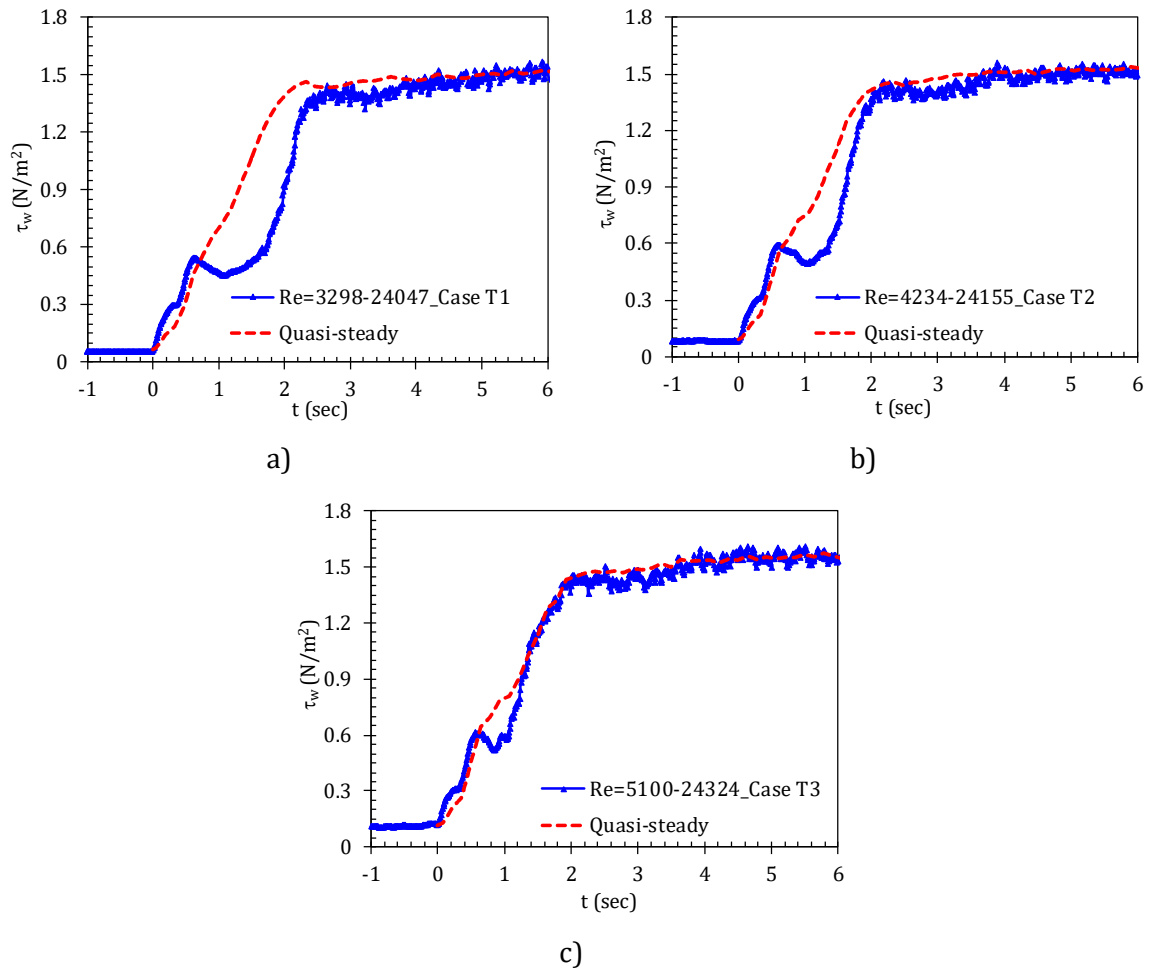 1.8
1.5
1.2
0.9
0.6
0.3
0
τw (N/m²)
Re=3298-24047_Case T1
Quasi-steady
-1 0 1 2 3 4 5 6
t (sec)
a)
1.8
1.5
1.2
0.9
0.6
0.3
0
τw (N/m²)
Re=4234-24155_Case T2
Quasi-steady
-1 0 1 2 3 4 5 6
t (sec)
b)
1.8
1.5
1.2
0.9
0.6
0.3
0
τw (N/m²)
Re=5100-24324_Case T3
Quasi-steady
-1 0 1 2 3 4 5 6
t (sec)
c)